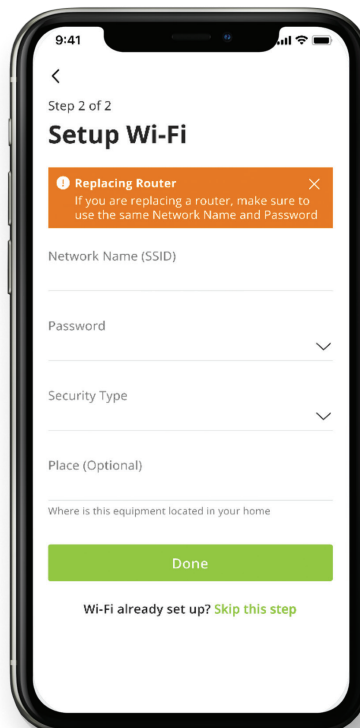 9:41
Step 2 of 2
Setup Wi-Fi
Replacing Router
If you are replacing a router, make sure to
use the same Network Name and Password
Network Name (SSID)
Password
Security Type
Place (Optional)
Where is this equipment located in your home
Done
Wi-Fi already set up? Skip this step